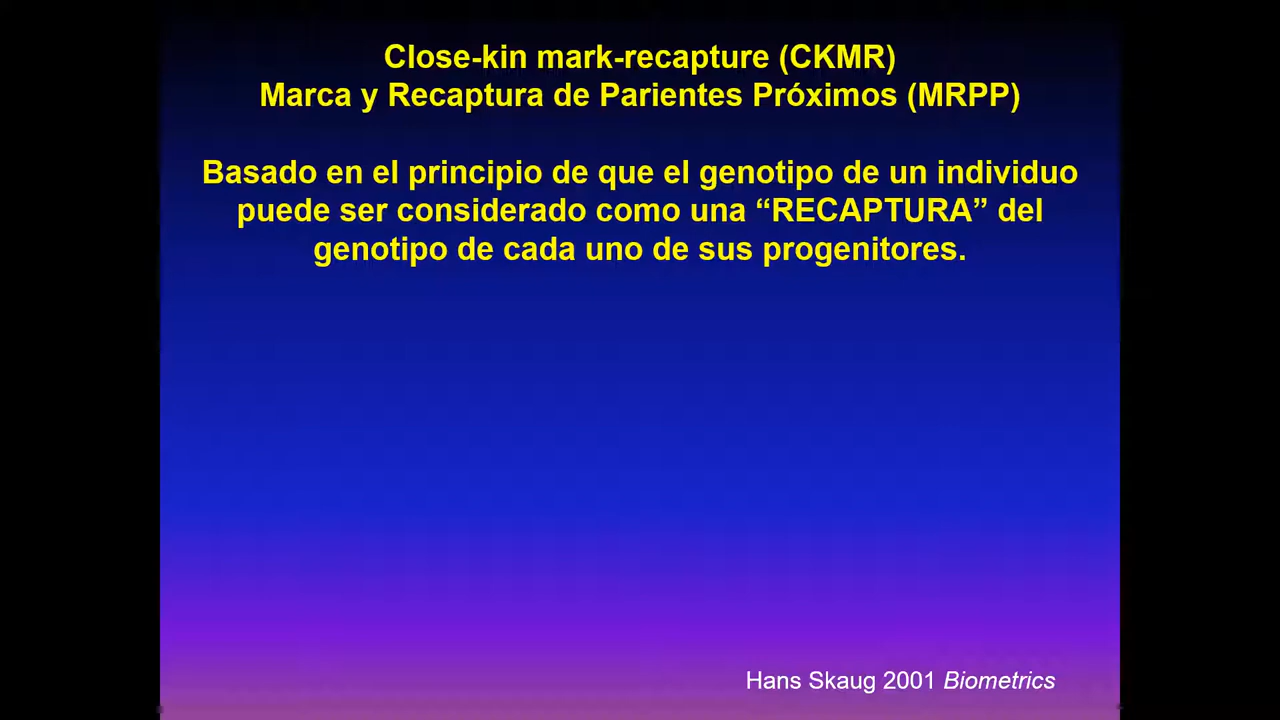 Close-kin mark-recapture (CKMR)
Marca y Recaptura de Parientes Próximos (MRPP)
Basado en el principio de que el genotipo de un individuo
puede ser considerado como una “RECAPTURA” del
genotipo de cada uno de sus progenitores.
Hans Skaug 2001 Biometrics